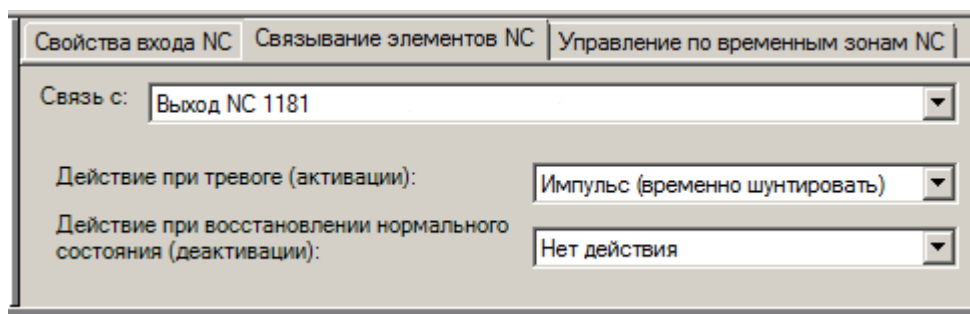 Свойства входа NC Связывание элементов NC Управление по временным зонам NC
Связь с: Выход NC 1181
Действие при тревоге (активации): Импульс (временно шунтировать)
Действие при восстановлении нормального
состояния (деактивации): Нет действия